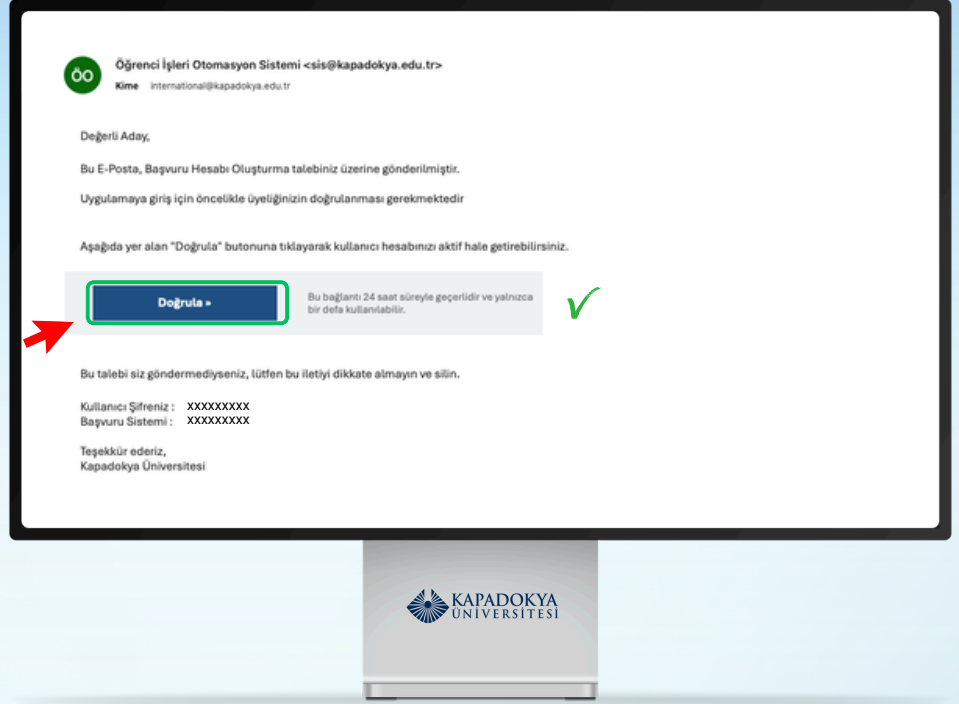 ÖO
Öğrenci İşleri Otomasyon Sistemi <sis@kapadokya.edu.tr>
Kime international@kapadokya.edu.tr
Değerli Aday,
Bu E-Posta, Başvuru Hesabı Oluşturma talebiniz üzerine gönderilmiştir.
Uygulamaya giriş için öncelikle üyeliğinizin doğrulanması gerekmektedir
Aşağıda yer alan "Doğrula" butonuna tıklayarak kullanıcı hesabınızı aktif hale getirebilirsiniz.
Doğrula »
Bu bağlantı 24 saat süreyle geçerlidir ve yalnızca
bir defa kullanılabilir.
Bu talebi siz göndermediyseniz, lütfen bu iletiyi dikkate almayın ve silin.
Kullanıcı Şifreniz : XXXXXXXXX
Başvuru Sistemi : XXXXXXXXX
Teşekkür ederiz,
Kapadokya Üniversitesi
KAPADOKYA
ÜNİVERSİTESİ